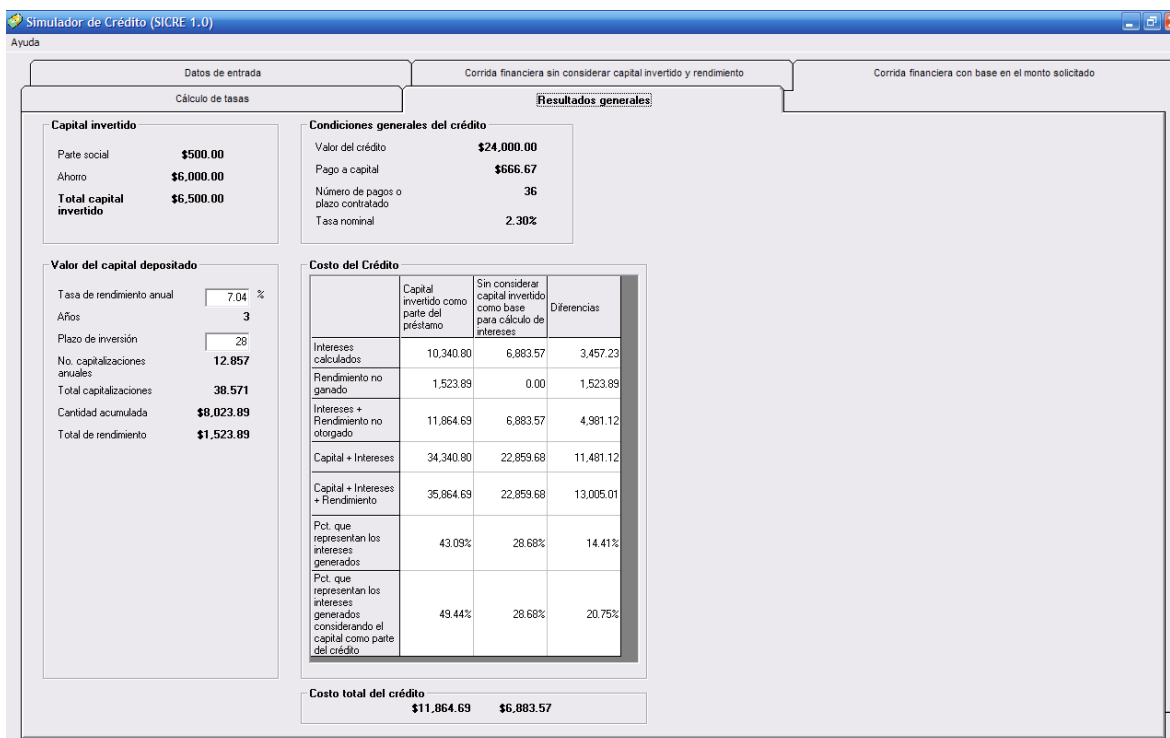 Simulador de Crédito (SICRE 1.0)
Ayuda
Datos de entrada
Corrida financiera sin considerar capital invertido y rendimiento
Corrida financiera con base en el monto solicitado
Cálculo de tasas
Resultados generales
Capital invertido
Parte social $500.00
Ahorro $6,000.00
Total capital
invertido $6,500.00
Condiciones generales del crédito
Valor del crédito $24,000.00
Pago a capital $666.67
Número de pagos o
plazo contratado 36
Tasa nominal 2.30%
Valor del capital depositado
Tasa de rendimiento anual 7.04 %
Años 3
Plazo de inversión 28
No. capitalizaciones
anuales 12.857
Total capitalizaciones 38.571
Cantidad acumulada $8,023.89
Total de rendimiento $1,523.89
Costo del Crédito
Capital
invertido como
parte del
préstamo
Sin considerar
capital invertido
como base
para cálculo de
intereses
Diferencias
Intereses
calculados
10,340.80 6,883.57 3,457.23
Rendimiento no
ganado
1,523.89 0.00 1,523.89
Intereses +
Rendimiento no
otorgado
11,864.69 6,883.57 4,981.12
Capital + Intereses
34,340.80 22,859.68 11,481.12
Capital + Intereses
+ Rendimiento
35,864.69 22,859.68 13,005.01
Pct. que
representan los
intereses
generados
43.09% 28.68% 14.41%
Pct. que
representan los
intereses
generados
considerando el
capital como parte
del crédito
49.44% 28.68% 20.75%
Costo total del crédito
$11,864.69 $6,883.57